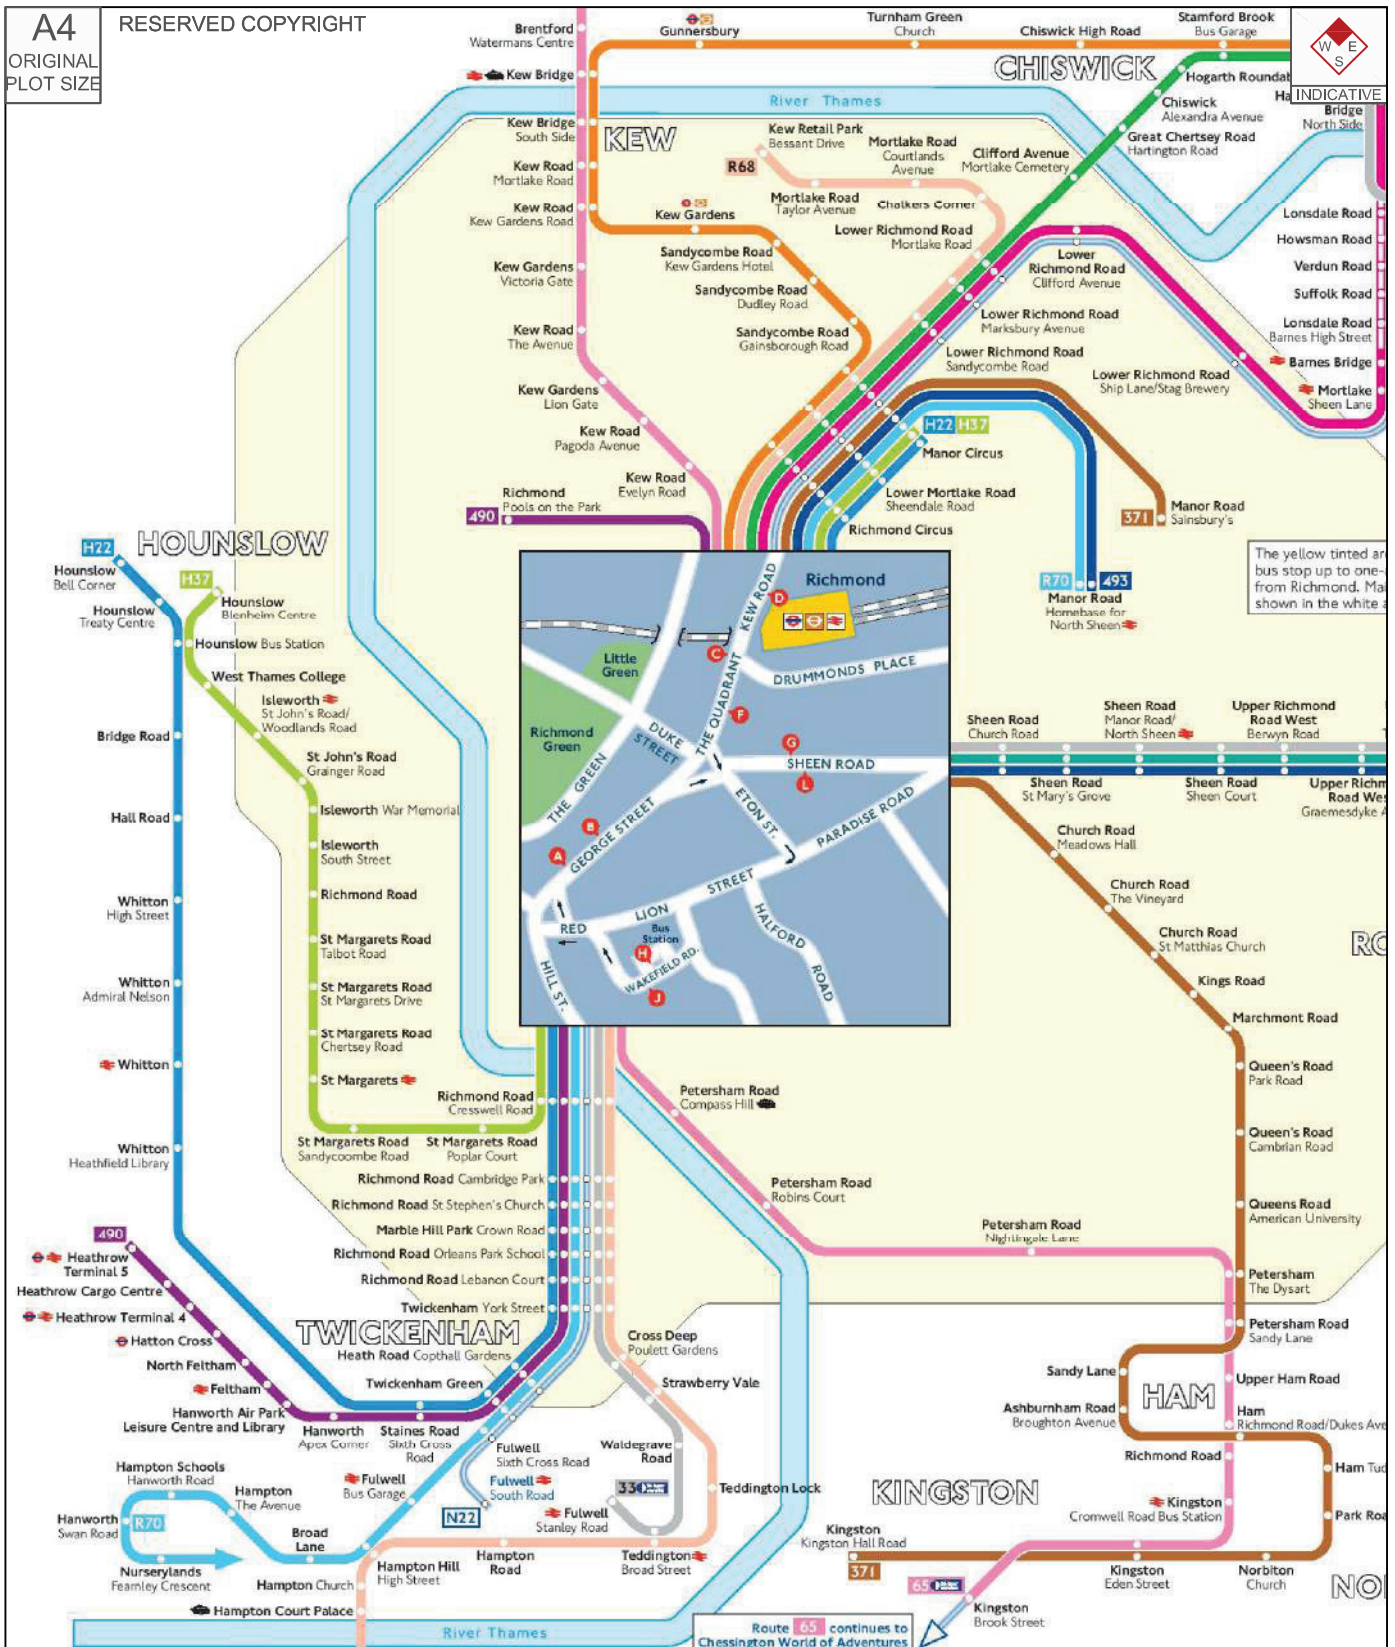 A4
ORIGINAL
PLOT SIZE
RESERVED COPYRIGHT
W
E
S
INDICATIVE
Brentford
Watermans Centre
Gunnersbury
Turnham Green
Church
Chiswick High Road
Stamford Brook
Bus Garage
Kew Bridge
CHISWICK
Hogarth Roundab
Ha
Bridge
North Side
River Thames
Chiswick
Alexandra Avenue
Kew Bridge
South Side
KEW
Kew Retail Park
Bessant Drive
Mortlake Road
Courtlands
Avenue
Clifford Avenue
Mortlake Cemetery
Great Chertsey Road
Hartington Road
R68
Kew Road
Mortlake Road
Kew Road
Kew Gardens Road
Kew Gardens
Mortlake Road
Taylor Avenue
Chalkers Corner
Lonsdale Road
Lower Richmond Road
Mortlake Road
Howsman Road
Sandycombe Road
Kew Gardens Hotel
Lower
Richmond Road
Clifford Avenue
Kew Gardens
Victoria Gate
Verdun Road
Sandycombe Road
Dudley Road
Suffolk Road
Lower Richmond Road
Marksbury Avenue
Kew Road
The Avenue
Sandycombe Road
Gainsborough Road
Lonsdale Road
Barnes High Street
Lower Richmond Road
Sandycombe Road
Barnes Bridge
Lower Richmond Road
Ship Lane/Stag Brewery
Kew Gardens
Lion Gate
Mortlake
Sheen Lane
Kew Road
Pagoda Avenue
H22 H37
Manor Circus
Kew Road
Evelyn Road
Richmond
Pools on the Park
490
Lower Mortlake Road
Sheendale Road
Manor Road
Sainsbury's
371
Richmond Circus
HOUNSLOW
H22
Hounslow
Bell Corner
H37
The yellow tinted are
bus stop up to one-
from Richmond. Mai
shown in the white a
R70 493
Manor Road
Homebase for
North Sheen
Hounslow
Blenheim Centre
Hounslow
Treaty Centre
Hounslow Bus Station
West Thames College
Isleworth
St John's Road/
Woodlands Road
Bridge Road
St John's Road
Grainger Road
Isleworth War Memorial
Hall Road
Isleworth
South Street
Richmond Road
Whitton
High Street
St Margarets Road
Talbot Road
Whitton
Admiral Nelson
St Margarets Road
St Margarets Drive
St Margarets Road
Chertsey Road
Whitton
St Margarets
Richmond
KEW ROAD
D
Little
Green
C
THE QUADRANT
DRUMMONDS PLACE
Richmond
Green
DUKE
STREET
F
G
SHEEN ROAD
L
THE GREEN
GEORGE STREET
ETON ST.
PARADISE ROAD
B
A
RED
LION
STREET
HALFORD
ROAD
Bus
Station
H
WAKEFIELD RD.
J
HILL ST.
Sheen Road
Church Road
Sheen Road
Manor Road/
North Sheen
Upper Richmond
Road West
Berwyn Road
Sheen Road
St Mary's Grove
Sheen Road
Sheen Court
Upper Richm
Road Wes
Graemesdyke A
Church Road
Meadows Hall
Church Road
The Vineyard
Church Road
St Matthias Church
RO
Kings Road
Marchmont Road
Queen's Road
Park Road
Queen's Road
Cambrian Road
Queens Road
American University
Petersham
The Dysart
Petersham Road
Sandy Lane
Richmond Road
Cresswell Road
Petersham Road
Compass Hill
St Margarets Road
Sandycoombe Road
St Margarets Road
Poplar Court
Whitton
Heathfield Library
Richmond Road Cambridge Park
Richmond Road St Stephen's Church
Marble Hill Park Crown Road
Richmond Road Orleans Park School
Richmond Road Lebanon Court
Twickenham York Street
Petersham Road
Robins Court
Petersham Road
Nightingale Lane
490
Heathrow
Terminal 5
Heathrow Cargo Centre
Heathrow Terminal 4
Hatton Cross
North Feltham
Feltham
Hanworth Air Park
Leisure Centre and Library
TWICKENHAM
Heath Road Copthall Gardens
Twickenham Green
Hanworth
Apex Corner
Staines Road
Sixth Cross
Road
Cross Deep
Poulett Gardens
Strawberry Vale
Sandy Lane
Upper Ham Road
HAM
Ashburnham Road
Broughton Avenue
Ham
Richmond Road/Dukes Ave
Richmond Road
Ham Tud
Hampton Schools
Hanworth Road
Hampton
The Avenue
Fulwell
Bus Garage
Fulwell
Sixth Cross Road
Fulwell
South Road
Waldegrave
Road
33
Teddington Lock
KINGSTON
Kingston
Cromwell Road Bus Station
Park Roa
Hanworth
Swan Road
R70
N22
Fulwell
Stanley Road
Broad
Lane
Kingston
Kingston Hall Road
371
Nurserylands
Fearnley Crescent
Hampton Church
Hampton Hill
High Street
Hampton
Road
Teddington
Broad Street
65
Kingston
Eden Street
Norbiton
Church
NO
Hampton Court Palace
Kingston
Brook Street
River Thames
Route 65 continues to
Chessington World of Adventures